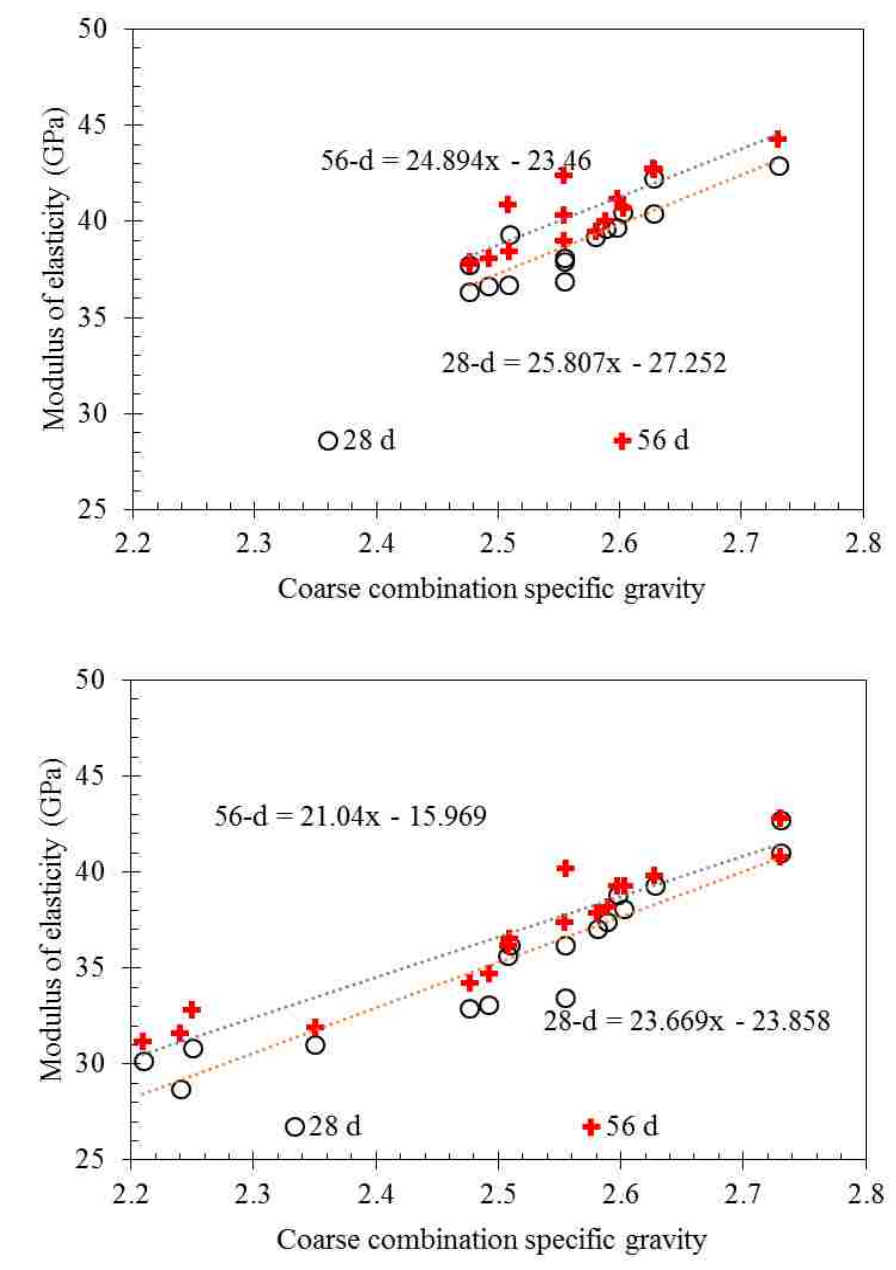 50
45
40
35
30
25
Modulus of elasticity (GPa)
56-d = 24.894x - 23.46
28-d = 25.807x - 27.252
28 d
56 d
2.2 2.3 2.4 2.5 2.6 2.7 2.8
Coarse combination specific gravity
50
45
40
35
30
25
Modulus of elasticity (GPa)
56-d = 21.04x - 15.969
28-d = 23.669x - 23.858
28 d
56 d
2.2 2.3 2.4 2.5 2.6 2.7 2.8
Coarse combination specific gravity